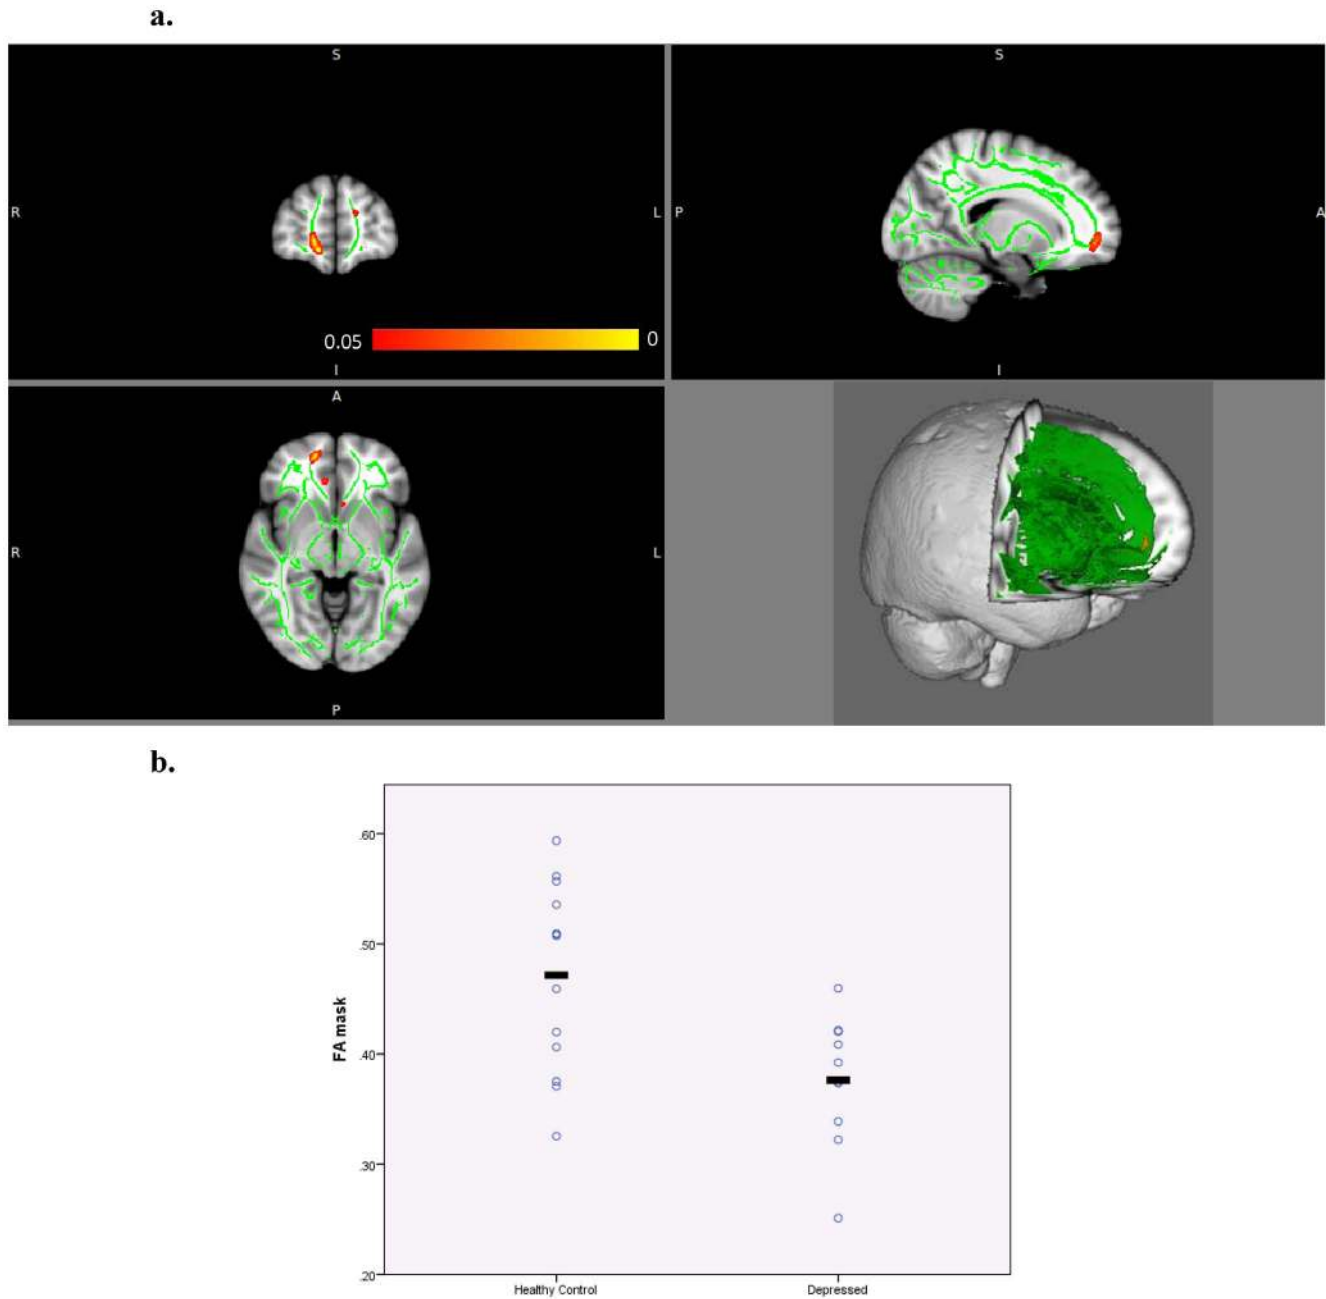 a.
S
S
R
L
P
A
0.05
0
I
I
A
R
L
P
b.
.60
.50
.40
.30
.20
FA mask
Healthy Control
Depressed